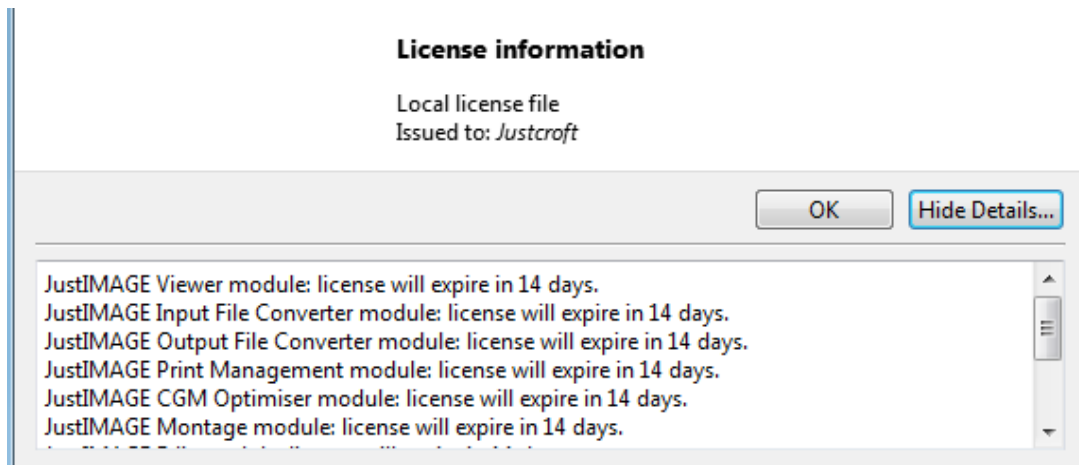 License information
Local license file
Issued to: Justcroft
OK
Hide Details...
JustIMAGE Viewer module: license will expire in 14 days.
JustIMAGE Input File Converter module: license will expire in 14 days.
JustIMAGE Output File Converter module: license will expire in 14 days.
JustIMAGE Print Management module: license will expire in 14 days.
JustIMAGE CGM Optimiser module: license will expire in 14 days.
JustIMAGE Montage module: license will expire in 14 days.